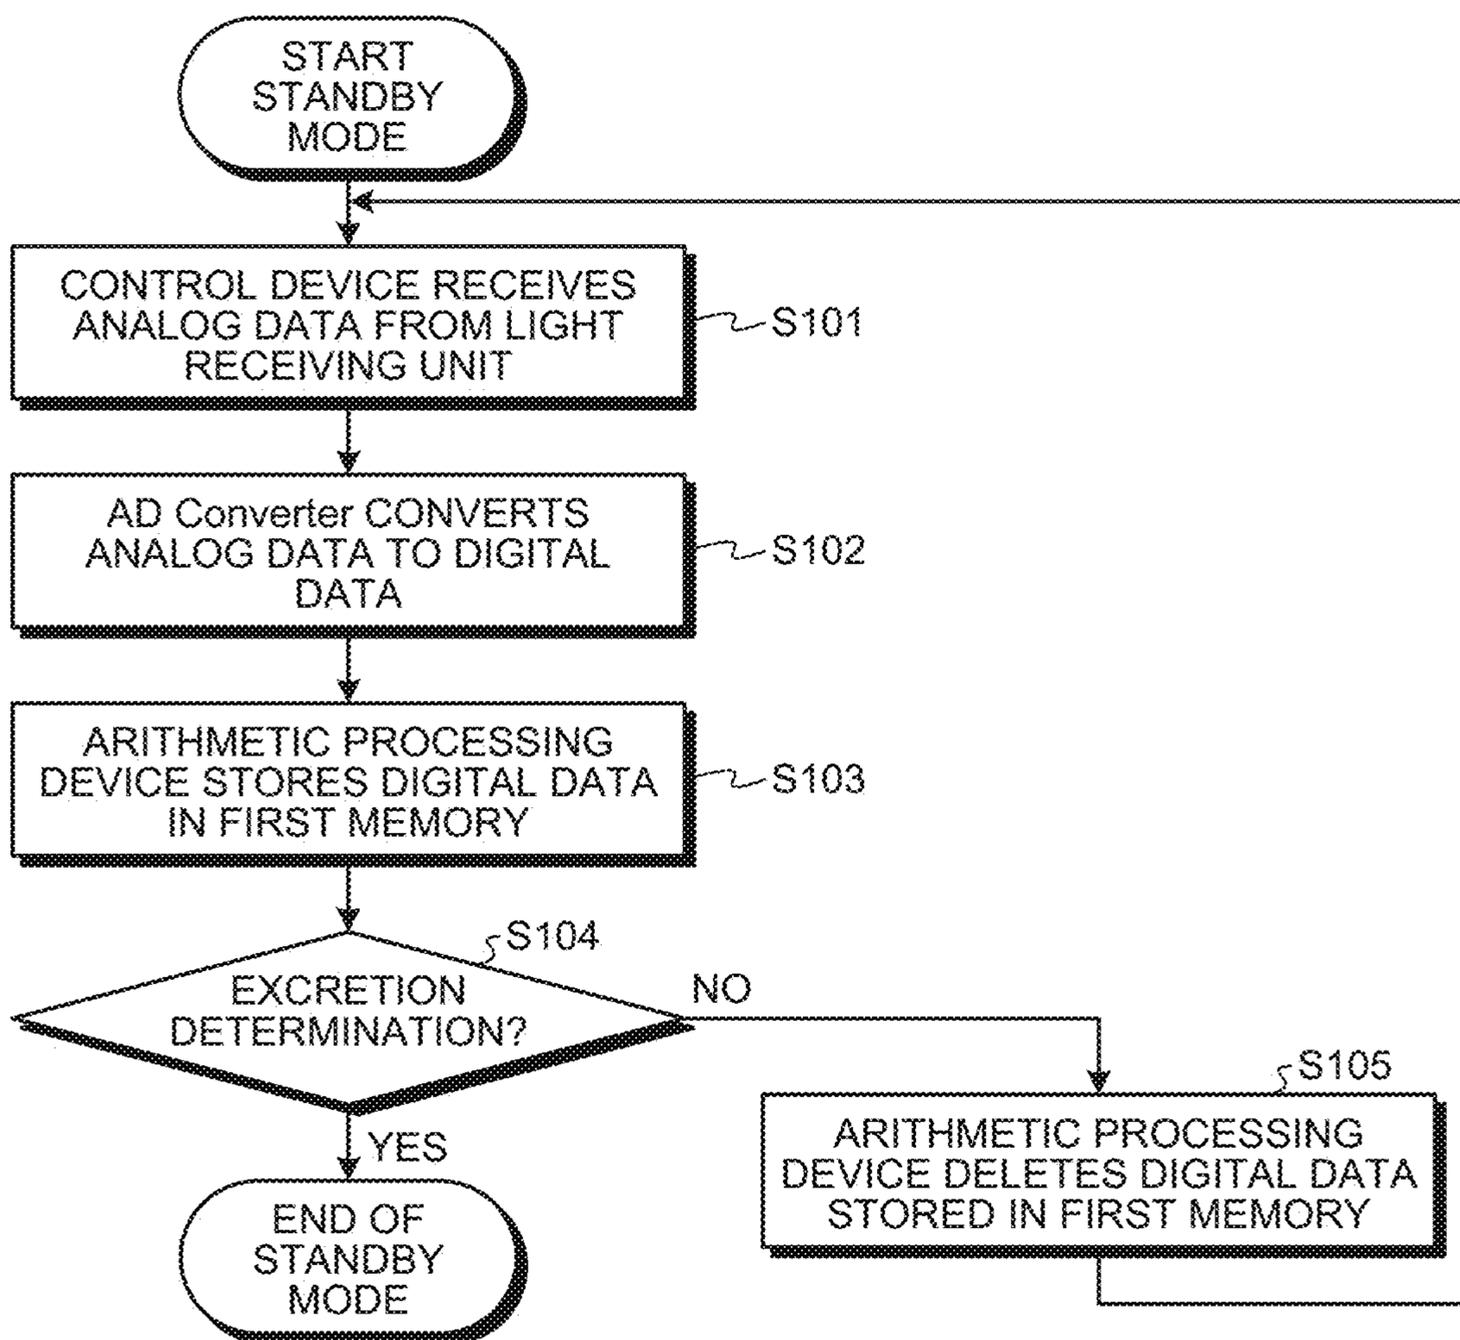 START
STANDBY
MODE
CONTROL DEVICE RECEIVES
ANALOG DATA FROM LIGHT
RECEIVING UNIT
S101
AD Converter CONVERTS
ANALOG DATA TO DIGITAL
DATA
S102
ARITHMETIC PROCESSING
DEVICE STORES DIGITAL DATA
IN FIRST MEMORY
S103
S104
EXCRETION
DETERMINATION?
NO
YES
S105
ARITHMETIC PROCESSING
DEVICE DELETES DIGITAL DATA
STORED IN FIRST MEMORY
END OF
STANDBY
MODE